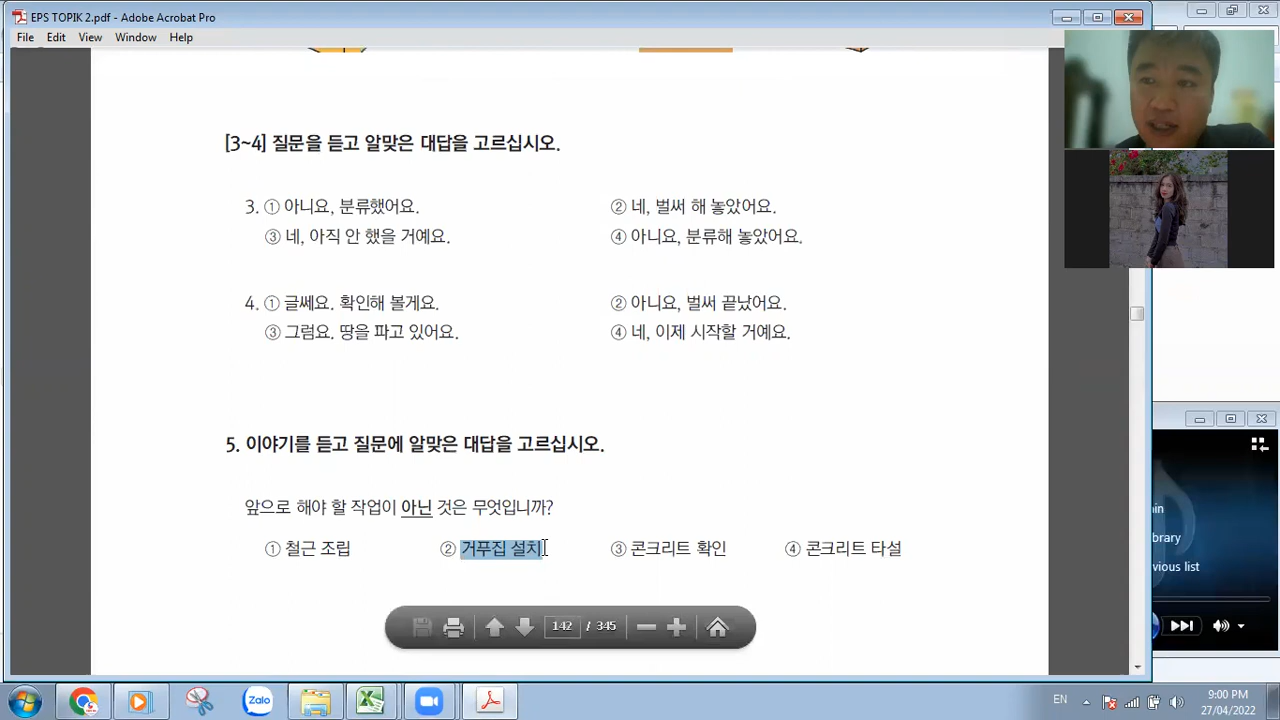 EPS TOPIK 2.pdf - Adobe Acrobat Pro
File Edit View Window Help
[3~4] 질문을 듣고 알맞은 대답을 고르십시오.
3. ① 아니요, 분류했어요. ② 네, 벌써 해 놓았어요.
③ 네, 아직 안 했을 거예요. ④ 아니요, 분류해 놓았어요.
4. ① 글쎄요. 확인해 볼게요. ② 아니요, 벌써 끝났어요.
③ 그럼요. 땅을 파고 있어요. ④ 네, 이제 시작할 거예요.
5. 이야기를 듣고 질문에 알맞은 대답을 고르십시오.
앞으로 해야 할 작업이 아닌 것은 무엇입니까?
① 철근 조립 ② 거푸집 설치 ③ 콘크리트 확인 ④ 콘크리트 타설
142 / 345
Zalo
EN
9:00 PM
27/04/2022